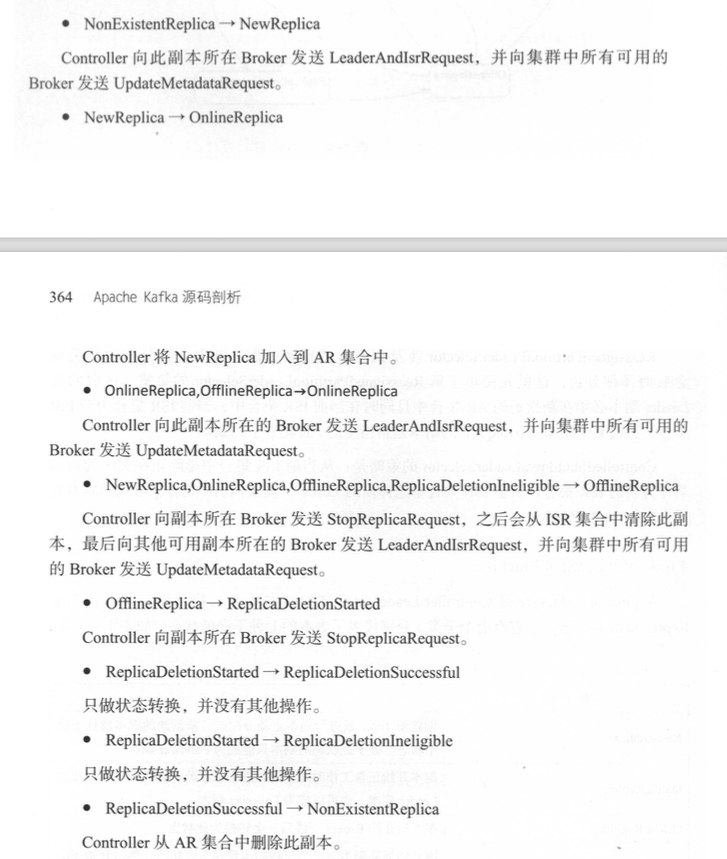 • NonExistentReplica → NewReplica
Controller 向此副本所在 Broker 发送 LeaderAndIsrRequest，并向集群中所有可用的
Broker 发送 UpdateMetadataRequest。
• NewReplica → OnlineReplica
364 Apache Kafka 源码剖析
Controller 将 NewReplica 加入到 AR 集合中。
• OnlineReplica,OfflineReplica→OnlineReplica
Controller 向此副本所在的 Broker 发送 LeaderAndIsrRequest，并向集群中所有可用的
Broker 发送 UpdateMetadataRequest。
• NewReplica,OnlineReplica,OfflineReplica,ReplicaDeletionIneligible → OfflineReplica
Controller 向副本所在 Broker 发送 StopReplicaRequest，之后会从 ISR 集合中清除此副
本，最后向其他可用副本所在的 Broker 发送 LeaderAndIsrRequest，并向集群中所有可用
的 Broker 发送 UpdateMetadataRequest。
• OfflineReplica → ReplicaDeletionStarted
Controller 向副本所在 Broker 发送 StopReplicaRequest。
• ReplicaDeletionStarted → ReplicaDeletionSuccessful
只做状态转换，并没有其他操作。
• ReplicaDeletionStarted → ReplicaDeletionIneligible
只做状态转换，并没有其他操作。
• ReplicaDeletionSuccessful → NonExistentReplica
Controller 从 AR 集合中删除此副本。